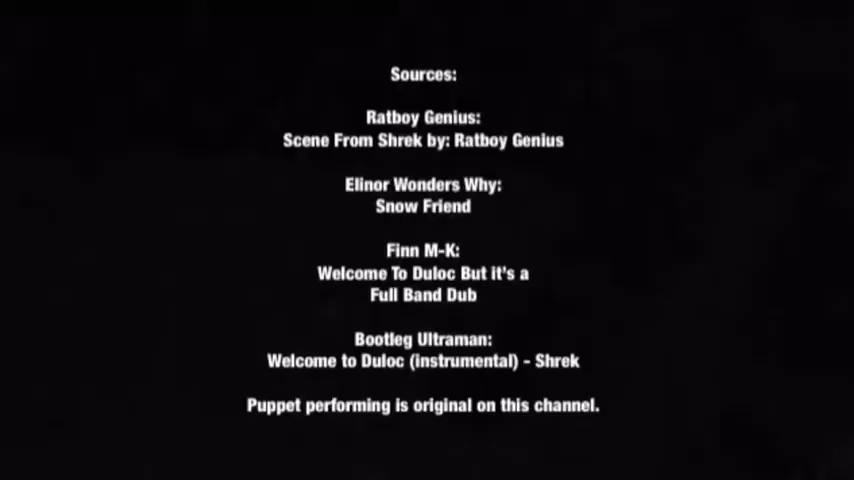 Sources:
Ratboy Genius:
Scene From Shrek by: Ratboy Genius
Elinor Wonders Why:
Snow Friend
Finn M-K:
Welcome To Duloc But it's a
Full Band Dub
Bootleg Ultraman:
Welcome to Duloc (instrumental) - Shrek
Puppet performing is original on this channel.